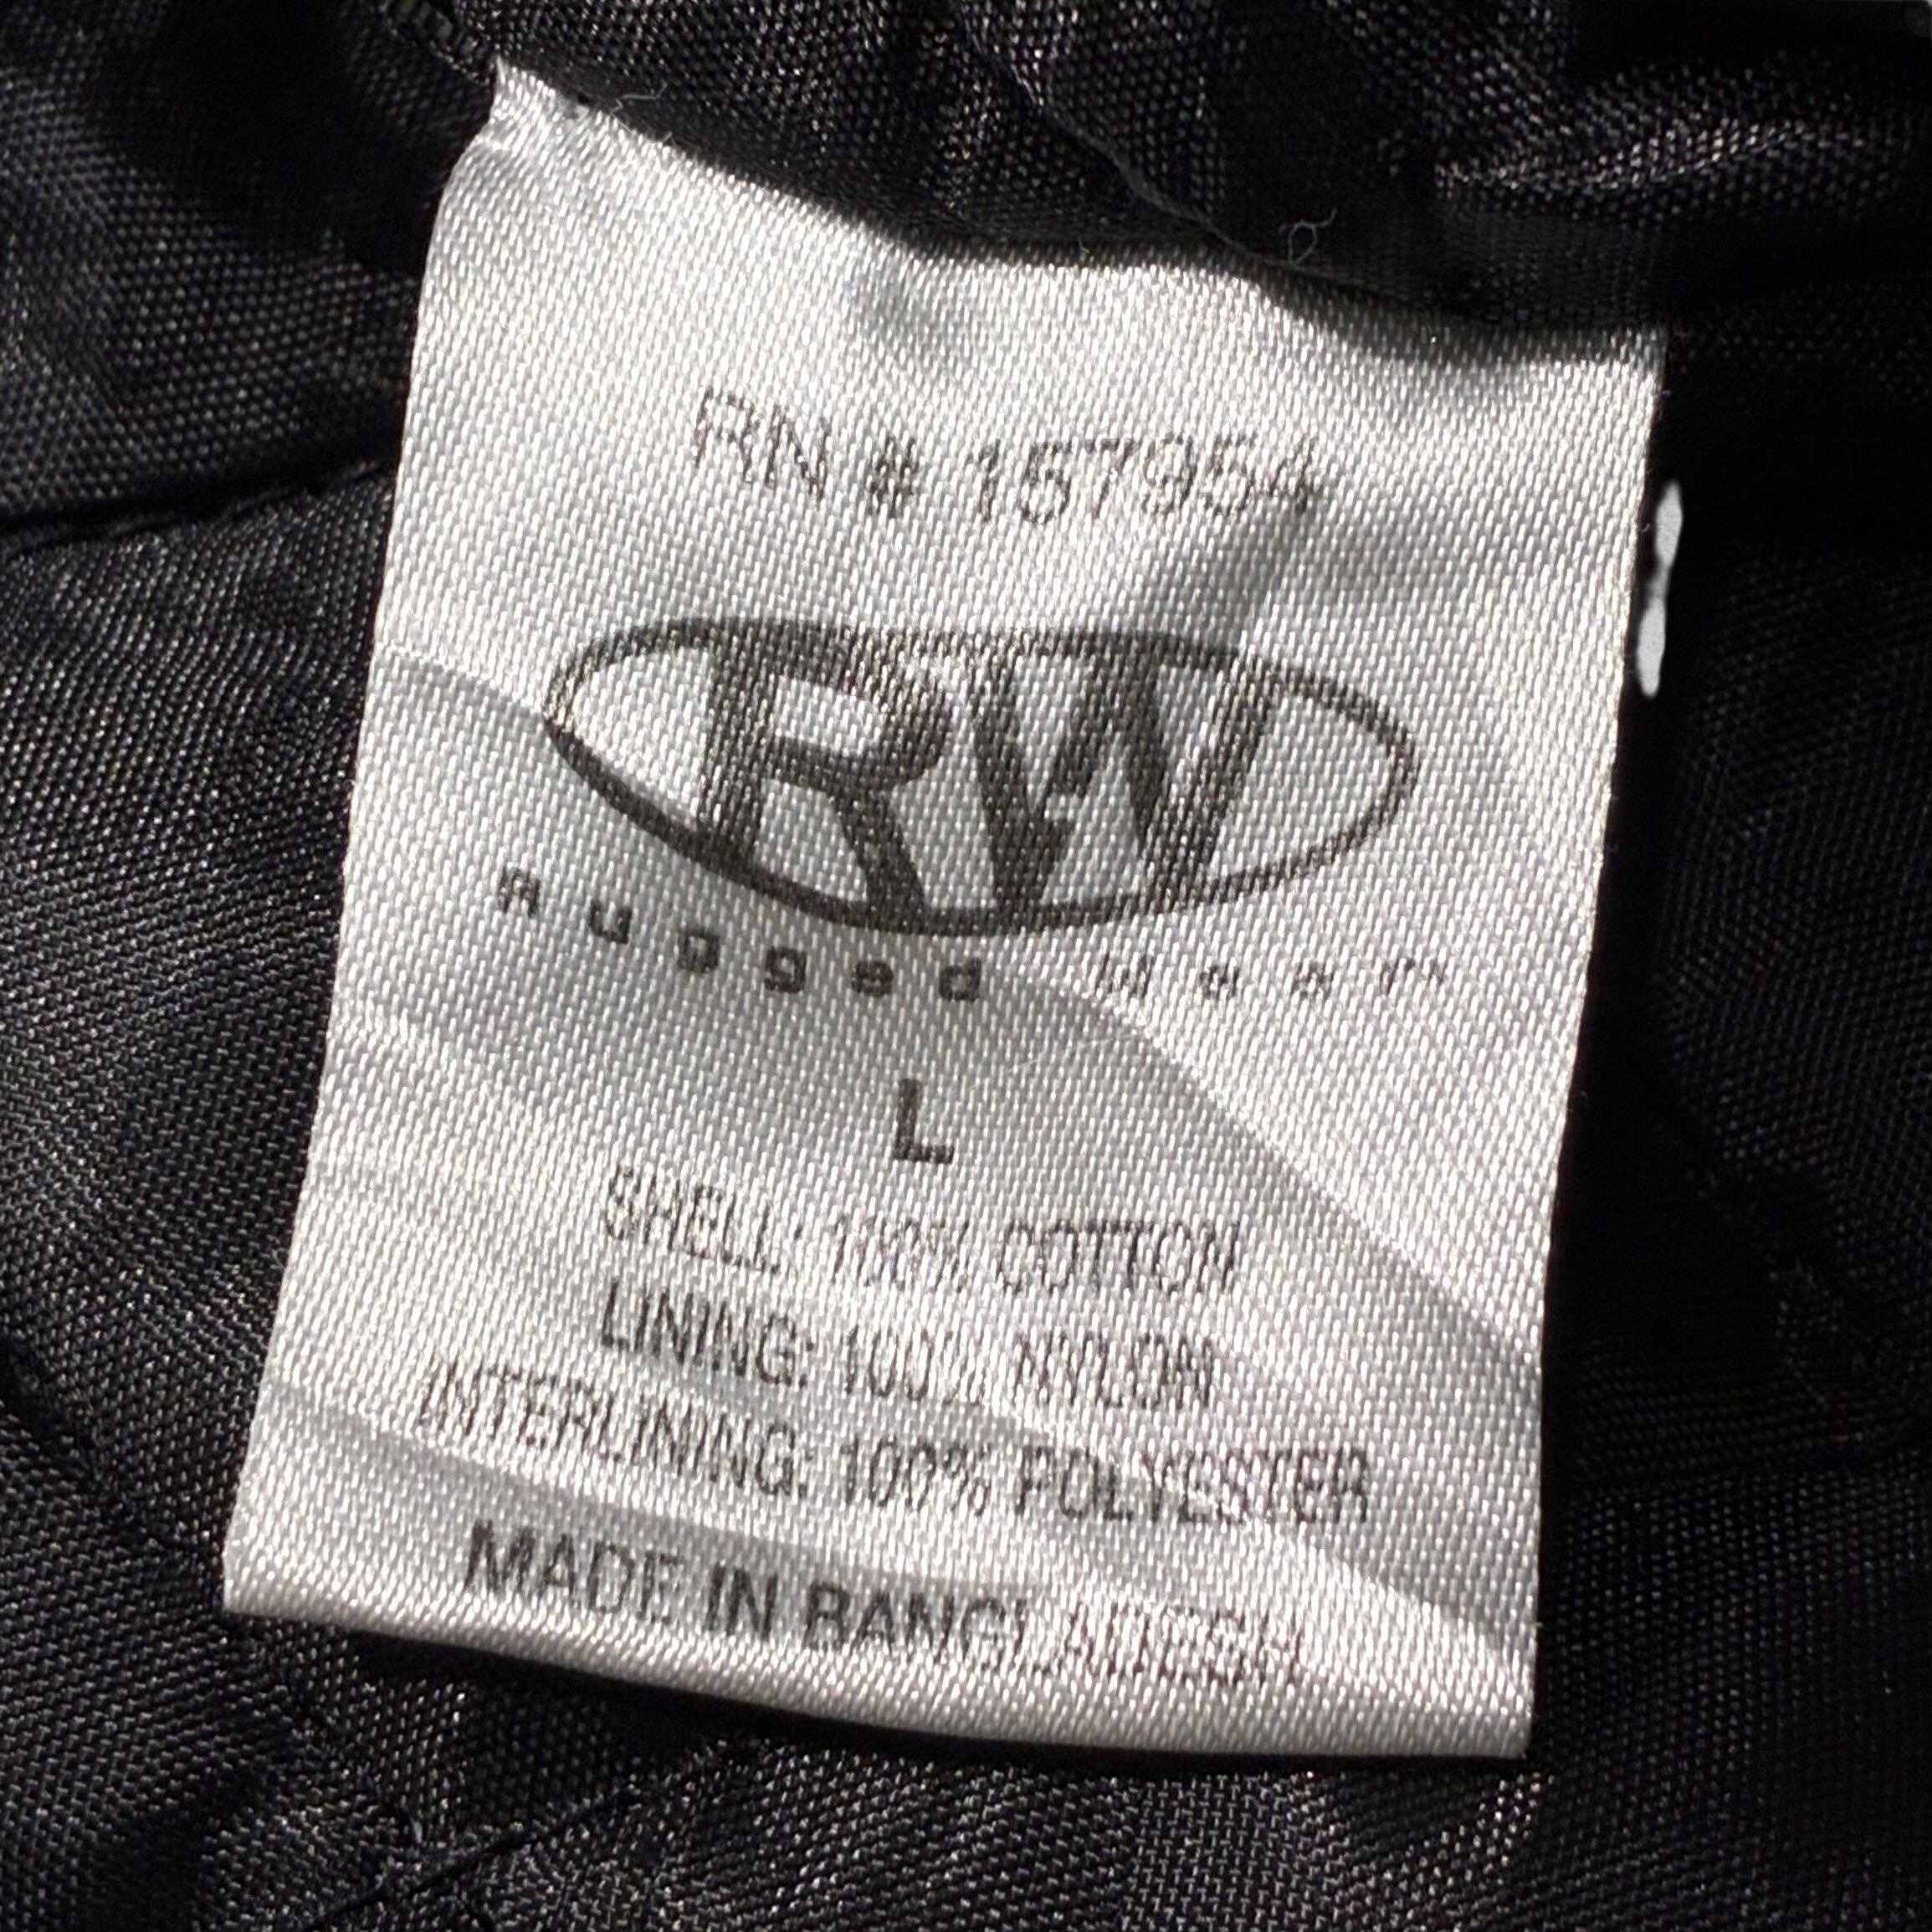 RN # 157954
RW
Rugged Wear
L
SHELL: 100% COTTON
LINING: 100% NYLON
INTERLINING: 100% POLYESTER
MADE IN BANGLADESH